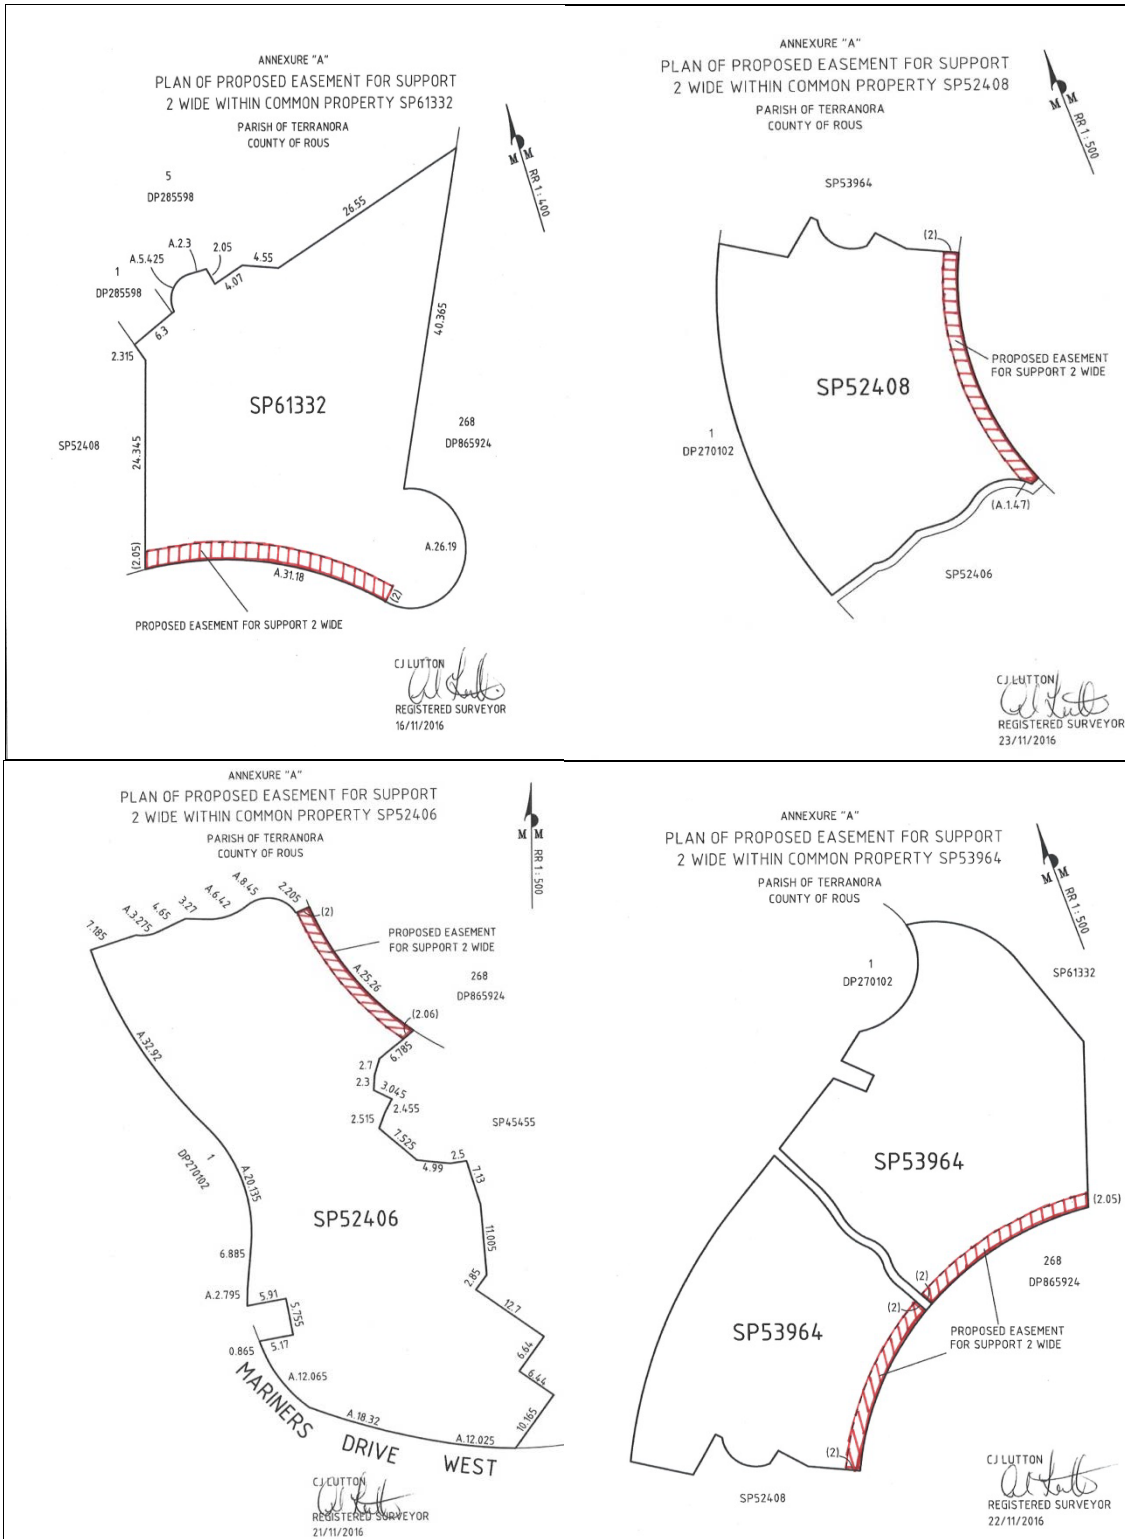 ANNEXURE "A"
PLAN OF PROPOSED EASEMENT FOR SUPPORT
2 WIDE WITHIN COMMON PROPERTY SP61332
PARISH OF TERRANORA
COUNTY OF ROUS
M M
RR 1:400
5
DP285598
A.2.3
2.05
26.55
A.5.425
4.55
4.07
1
DP285598
6.3
2.315
40.365
SP61332
268
DP865924
SP52408
24.345
(2.05)
A.31.18
A.26.19
(2)
PROPOSED EASEMENT FOR SUPPORT 2 WIDE
CJ LUTTON
REGISTERED SURVEYOR
16/11/2016
ANNEXURE "A"
PLAN OF PROPOSED EASEMENT FOR SUPPORT
2 WIDE WITHIN COMMON PROPERTY SP52408
PARISH OF TERRANORA
COUNTY OF ROUS
M M
RR 1:500
SP53964
(2)
PROPOSED EASEMENT
FOR SUPPORT 2 WIDE
SP52408
1
DP270102
(A.1.47)
SP52406
CJ LUTTON
REGISTERED SURVEYOR
23/11/2016
ANNEXURE "A"
PLAN OF PROPOSED EASEMENT FOR SUPPORT
2 WIDE WITHIN COMMON PROPERTY SP52406
PARISH OF TERRANORA
COUNTY OF ROUS
M M
RR 1:500
7.185
A.3.275
4.65
3.27
A.6.42
A.8.45
2.205
(2)
PROPOSED EASEMENT
FOR SUPPORT 2 WIDE
A.25.26
268
DP865924
(2.06)
6.785
A.32.92
2.7
2.3
3.045
2.455
2.515
7.525
SP45455
4.99
2.5
7.13
1
DP270102
A.20.135
SP52406
11.005
6.885
2.85
A.2.795
5.91
5.755
12.7
0.865
5.17
6.64
6.44
A.12.065
10.165
A.18.32
A.12.025
MARINERS DRIVE WEST
CJ LUTTON
REGISTERED SURVEYOR
21/11/2016
ANNEXURE "A"
PLAN OF PROPOSED EASEMENT FOR SUPPORT
2 WIDE WITHIN COMMON PROPERTY SP53964
PARISH OF TERRANORA
COUNTY OF ROUS
M M
RR 1:500
1
DP270102
SP61332
SP53964
(2.05)
268
DP865924
(2)
(2)
SP53964
PROPOSED EASEMENT
FOR SUPPORT 2 WIDE
(2)
SP52408
CJ LUTTON
REGISTERED SURVEYOR
22/11/2016